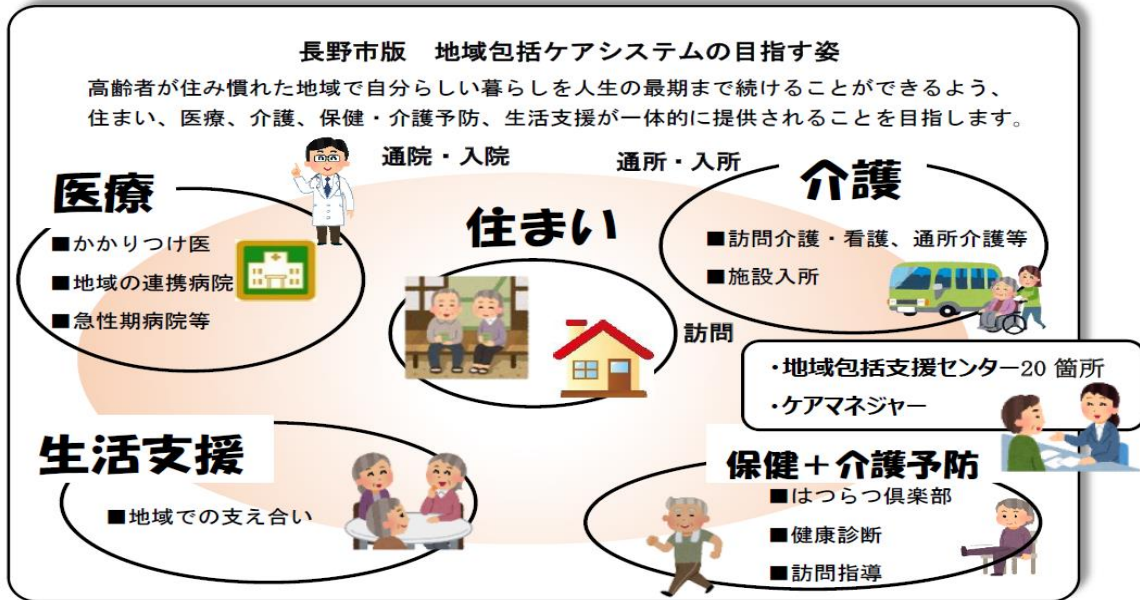 長野市版 地域包括ケアシステムの目指す姿
高齢者が住み慣れた地域で自分らしい暮らしを人生の最期まで続けることができるよう、
住まい、医療、介護、保健・介護予防、生活支援が一体的に提供されることを目指します。
通院・入院
通所・入所
医療
■かかりつけ医
■地域の連携病院
■急性期病院等
住まい
訪問
介護
■訪問介護・看護、通所介護等
■施設入所
・地域包括支援センター20 箇所
・ケアマネジャー
生活支援
■地域での支え合い
保健+介護予防
■はつらつ倶楽部
■健康診断
■訪問指導